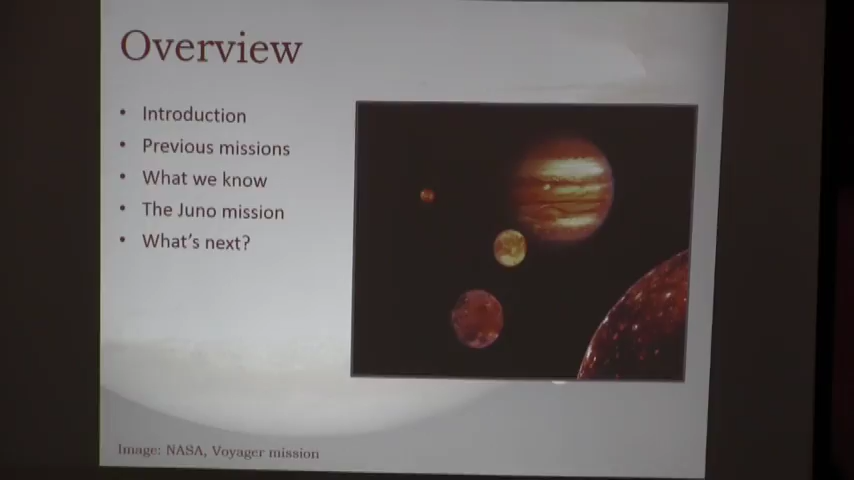 Overview
• Introduction
• Previous missions
• What we know
• The Juno mission
• What's next?
Image: NASA, Voyager mission